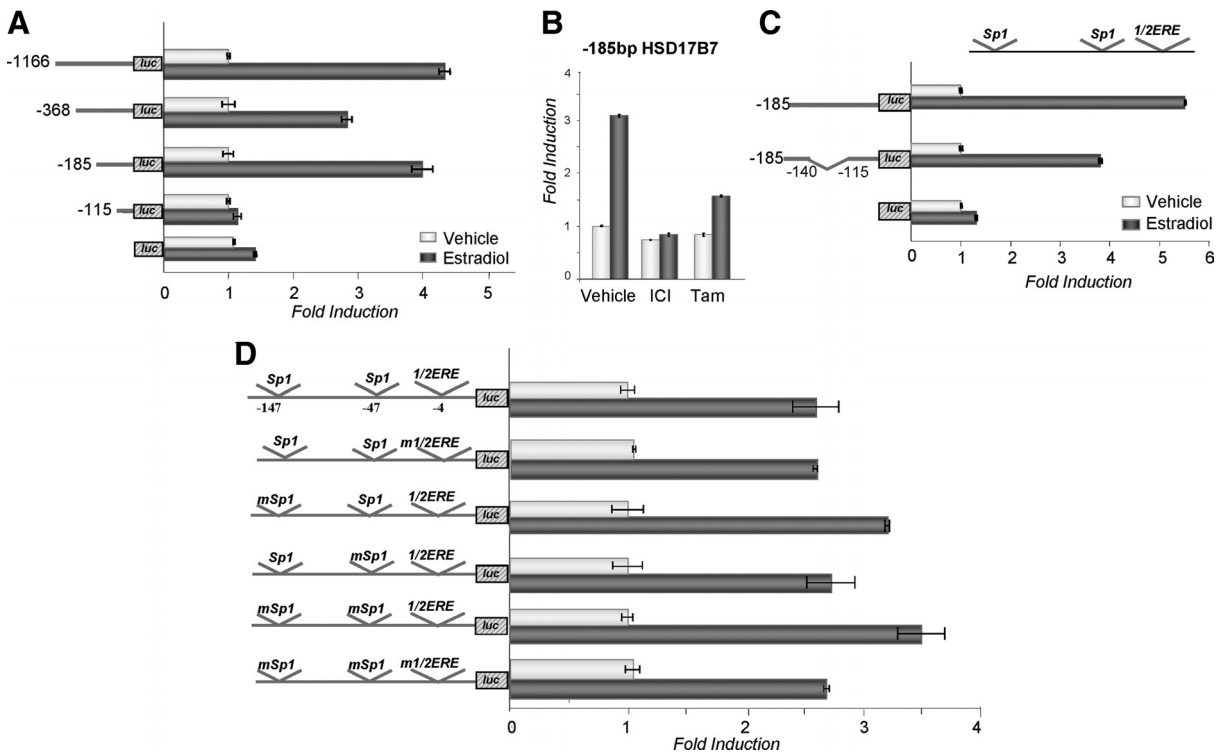 A
-1166
luc
-368
luc
-185
luc
-115
luc
luc
Vehicle
Estradiol
0 1 2 3 4 5
Fold Induction
B
-185bp HSD17B7
Fold Induction
4
3
2
1
0
Vehicle ICI Tam
C
Sp1 Sp1 1/2ERE
-185 luc
-185 luc
-140 -115
luc
Vehicle
Estradiol
0 1 2 3 4 5 6
Fold Induction
D
Sp1 Sp1 1/2ERE
-147 -47 -4
luc
Sp1 Sp1 m1/2ERE
luc
mSp1 Sp1 1/2ERE
luc
Sp1 mSp1 1/2ERE
luc
mSp1 mSp1 1/2ERE
luc
mSp1 mSp1 m1/2ERE
luc
0 1 2 3 4
Fold Induction